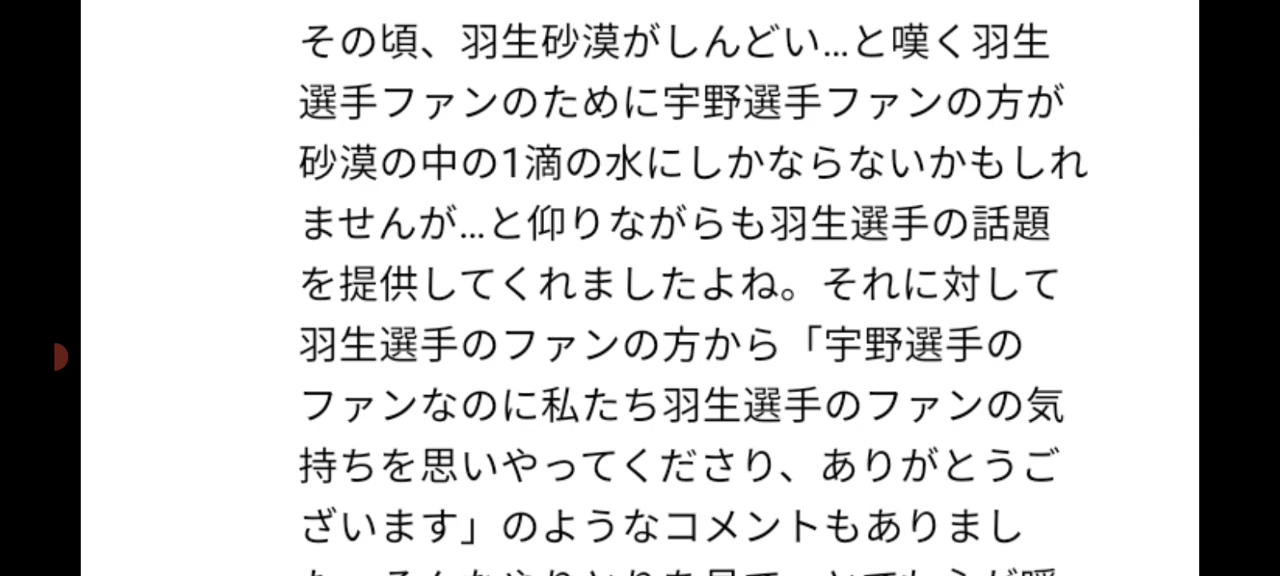 その頃、羽生砂漠がしんどい…と嘆く羽生
選手ファンのために宇野選手ファンの方が
砂漠の中の1滴の水にしかならないかもしれ
ませんが…と仰りながらも羽生選手の話題
を提供してくれましたよね。それに対して
羽生選手のファンの方から「宇野選手の
ファンなのに私たち羽生選手のファンの気
持ちを思いやってくださり、ありがとうご
ざいます」のようなコメントもありまし